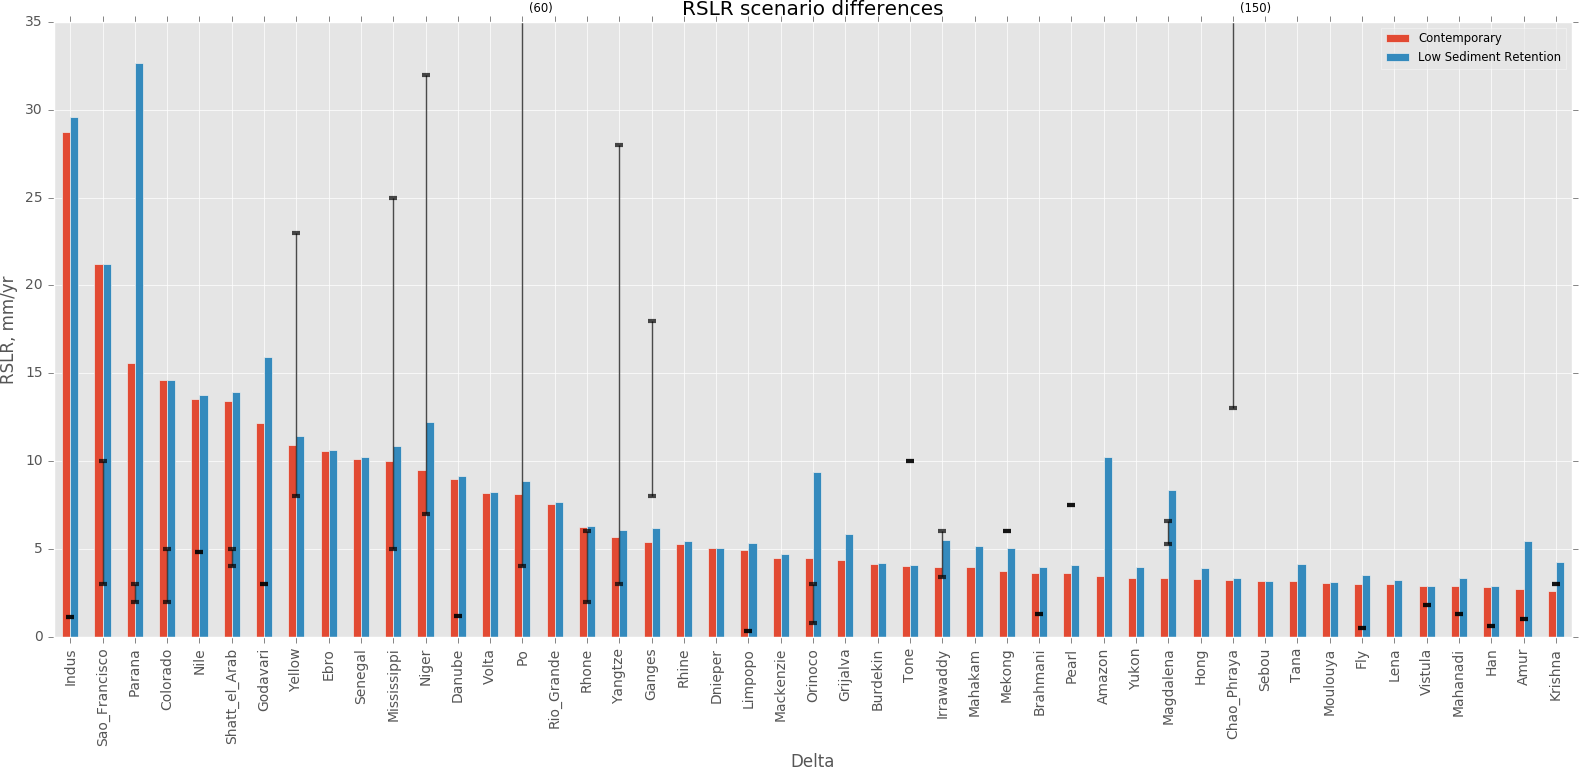 (60)
RSLR scenario differences
(150)
Contemporary
Low Sediment Retention
RSLR, mm/yr
35
30
25
20
15
10
5
0
Indus
Sao_Francisco
Parana
Colorado
Nile
Shatt_el_Arab
Godavari
Yellow
Ebro
Senegal
Mississippi
Niger
Danube
Volta
Po
Rio_Grande
Rhone
Yangtze
Ganges
Rhine
Dnieper
Limpopo
Mackenzie
Orinoco
Grijalva
Burdekin
Tone
Irrawaddy
Mahakam
Mekong
Brahmani
Pearl
Amazon
Yukon
Magdalena
Hong
Chao_Phraya
Sebou
Tana
Moulouya
Fly
Lena
Vistula
Mahanadi
Han
Amur
Krishna
Delta